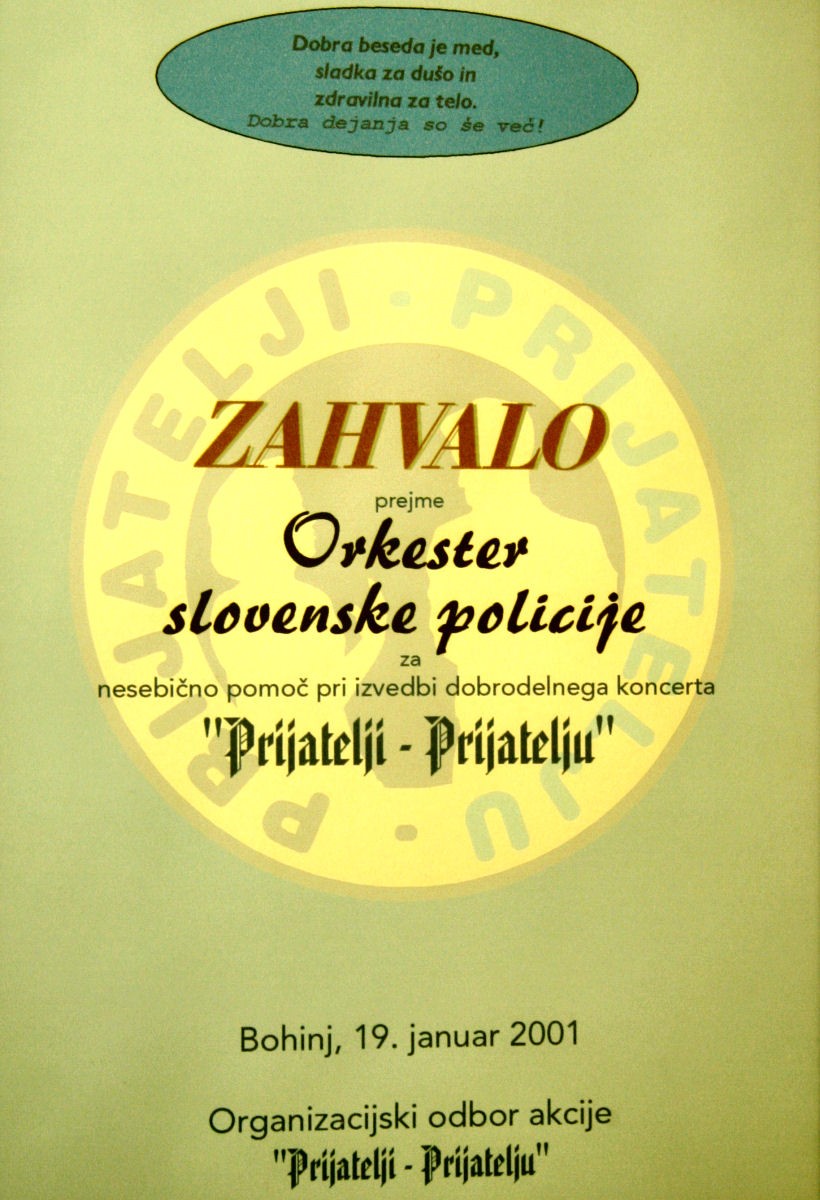 Dobra beseda je med,
sladka za dušo in
zdravilna za telo.
Dobra dejanja so še več!
PRIJATELJI · PRIJATELJU ·
ZAHVALO
prejme
Orkester
slovenske policije
za
nesebično pomoč pri izvedbi dobrodelnega koncerta
"Prijatelji - Prijatelju"
Bohinj, 19. januar 2001
Organizacijski odbor akcije
"Prijatelji - Prijatelju"